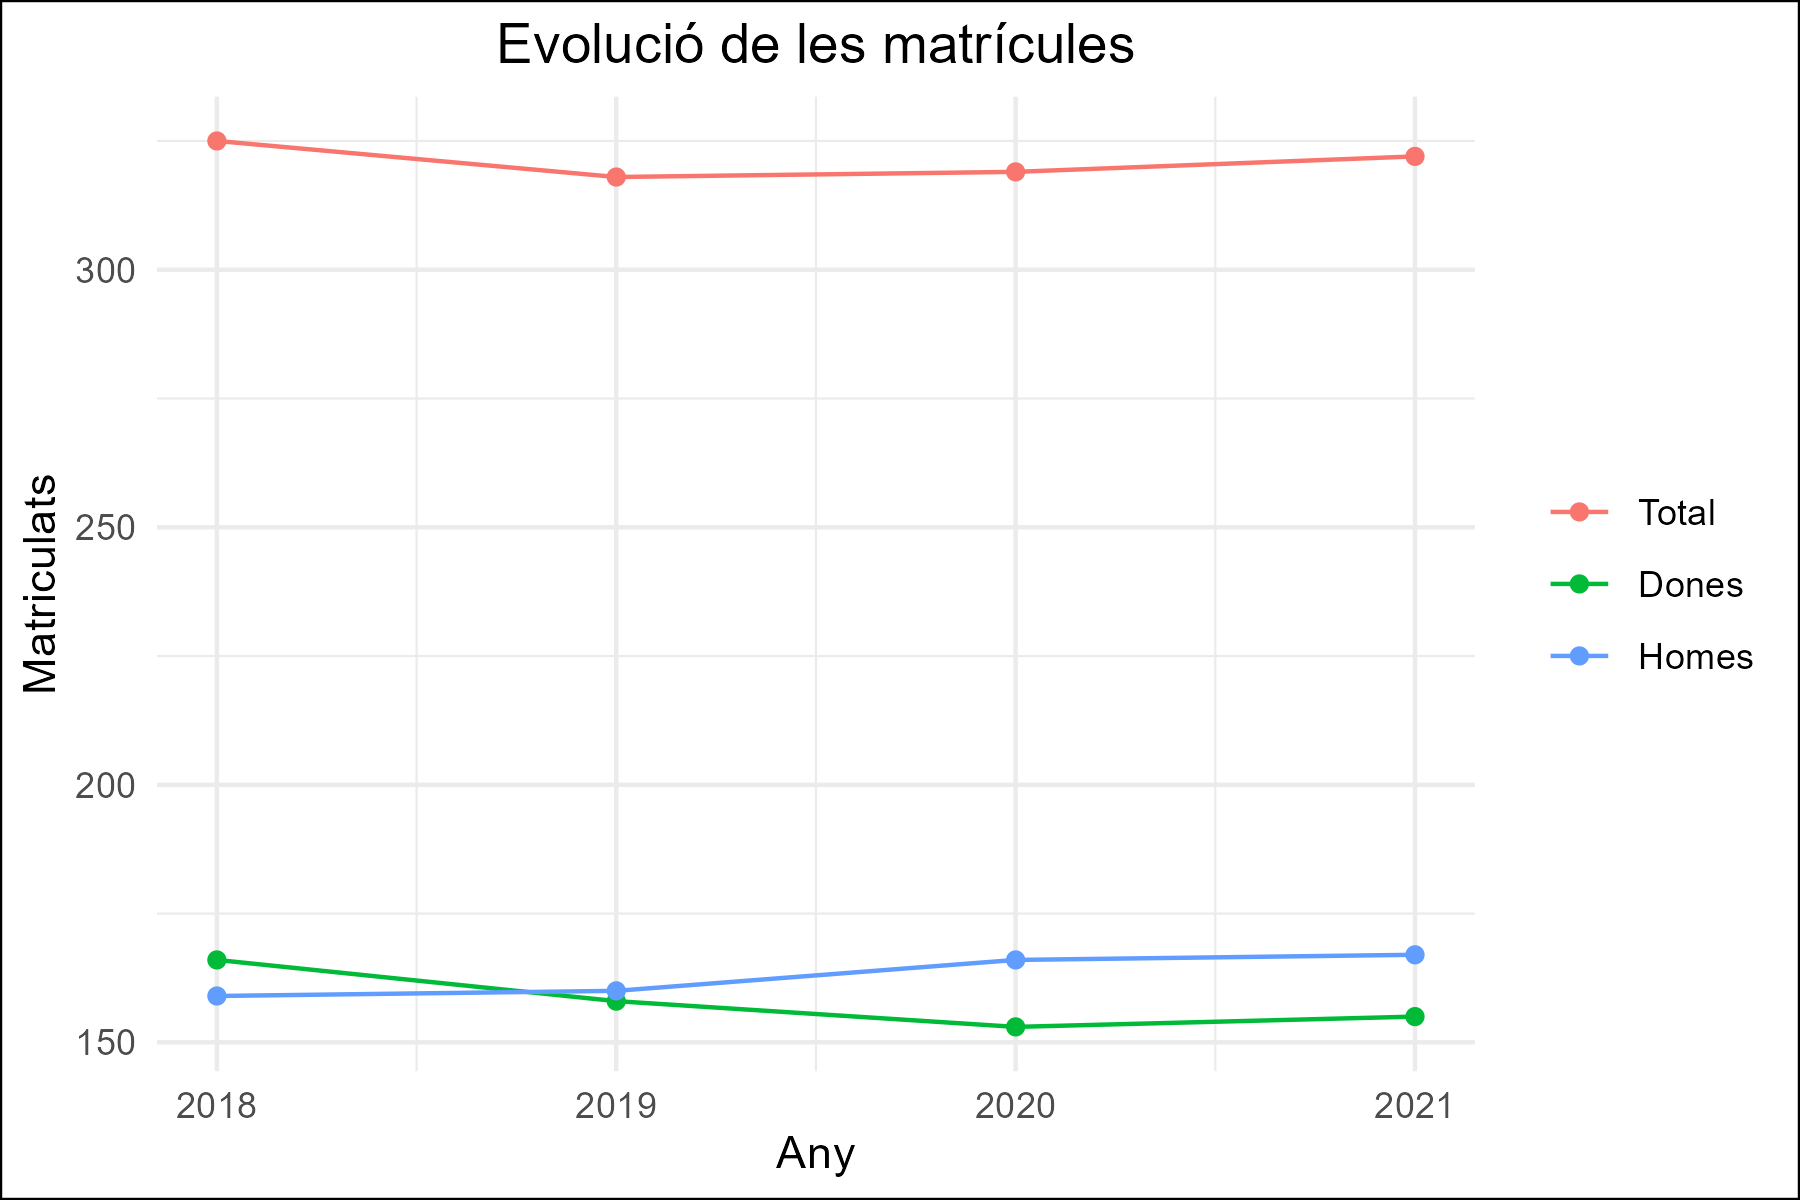 Evolució de les matrícules
Matriculats
300
250
200
150
2018
2019
2020
2021
Any
Total
Dones
Homes